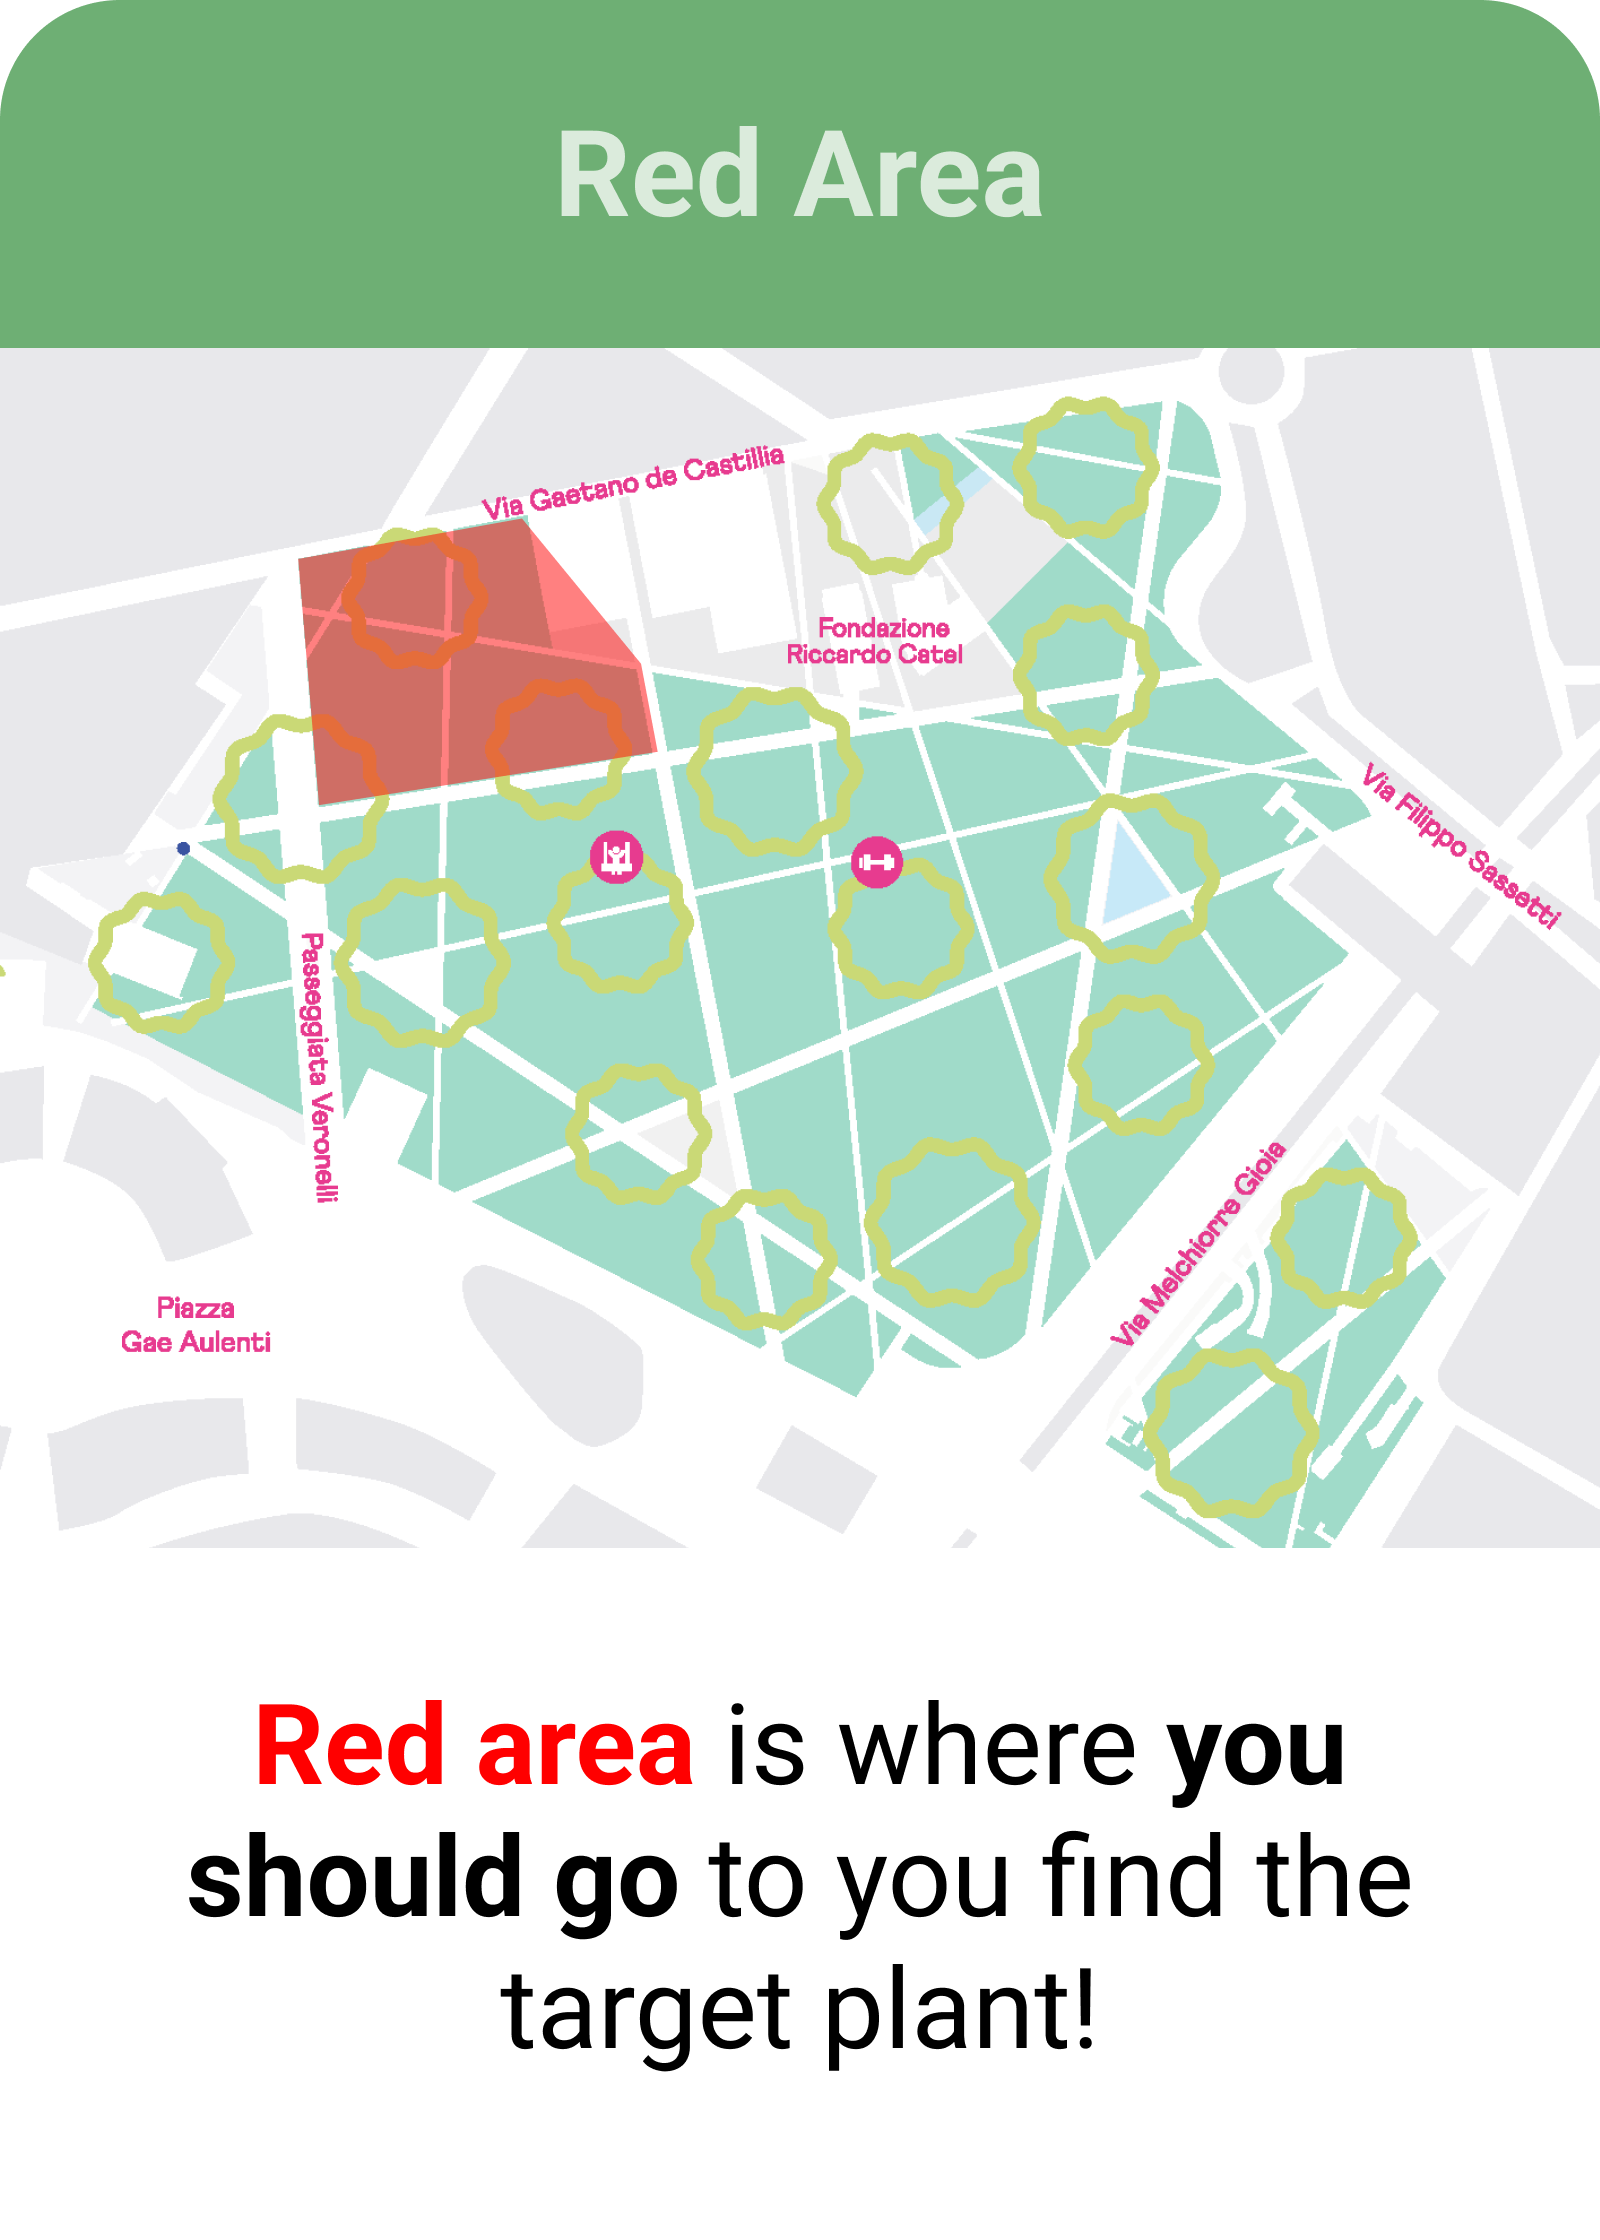 Red Area
Via Gaetano de Castillia
Fondazione
Riccardo Catel
Via Filippo Sassetti
Passeggiata Veronelli
Via Melchiorre Gioia
Piazza
Gae Aulenti
Red area is where you
should go to you find the
target plant!